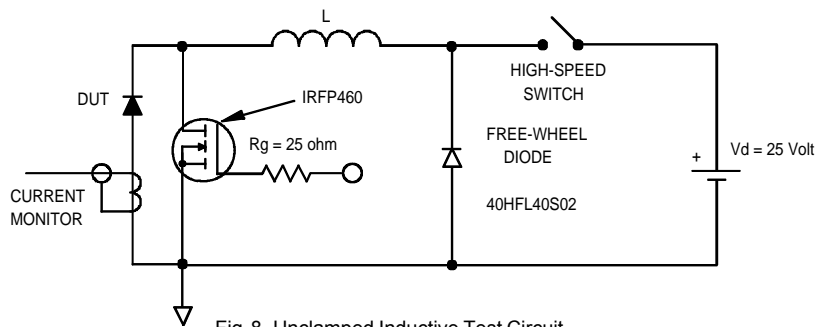 L
DUT
IRFP460
Rg = 25 ohm
CURRENT
MONITOR
HIGH-SPEED
SWITCH
FREE-WHEEL
DIODE
40HFL40S02
+
Vd = 25 Volt
Fig. 8- Unclamped Inductive Test Circuit